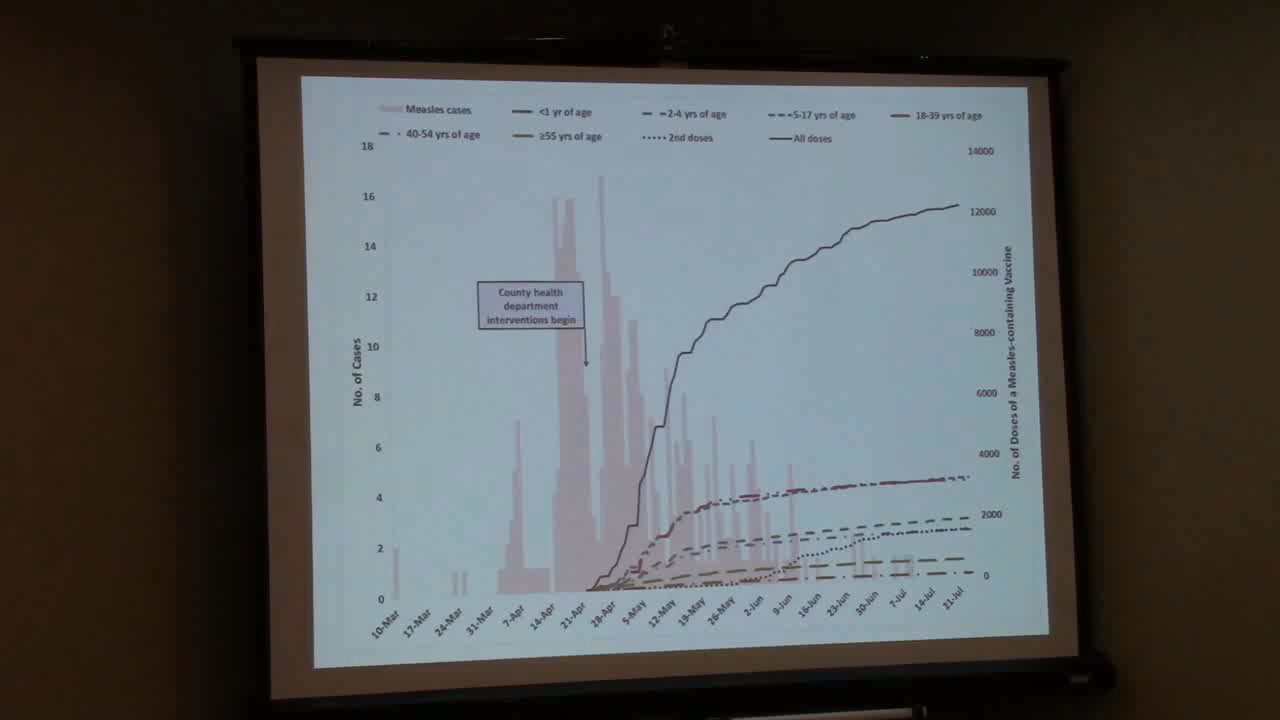 Measles cases
<1 yr of age
2-4 yrs of age
5-17 yrs of age
18-39 yrs of age
40-54 yrs of age
≥55 yrs of age
2nd doses
All doses
18
16
14
12
10
8
6
4
2
0
No. of Cases
County health
department
interventions begin
14000
12000
10000
8000
6000
4000
2000
0
No. of Doses of a Measles-containing Vaccine
10-Mar
17-Mar
24-Mar
31-Mar
7-Apr
14-Apr
21-Apr
28-Apr
5-May
12-May
19-May
26-May
2-Jun
9-Jun
16-Jun
23-Jun
30-Jun
7-Jul
14-Jul
21-Jul